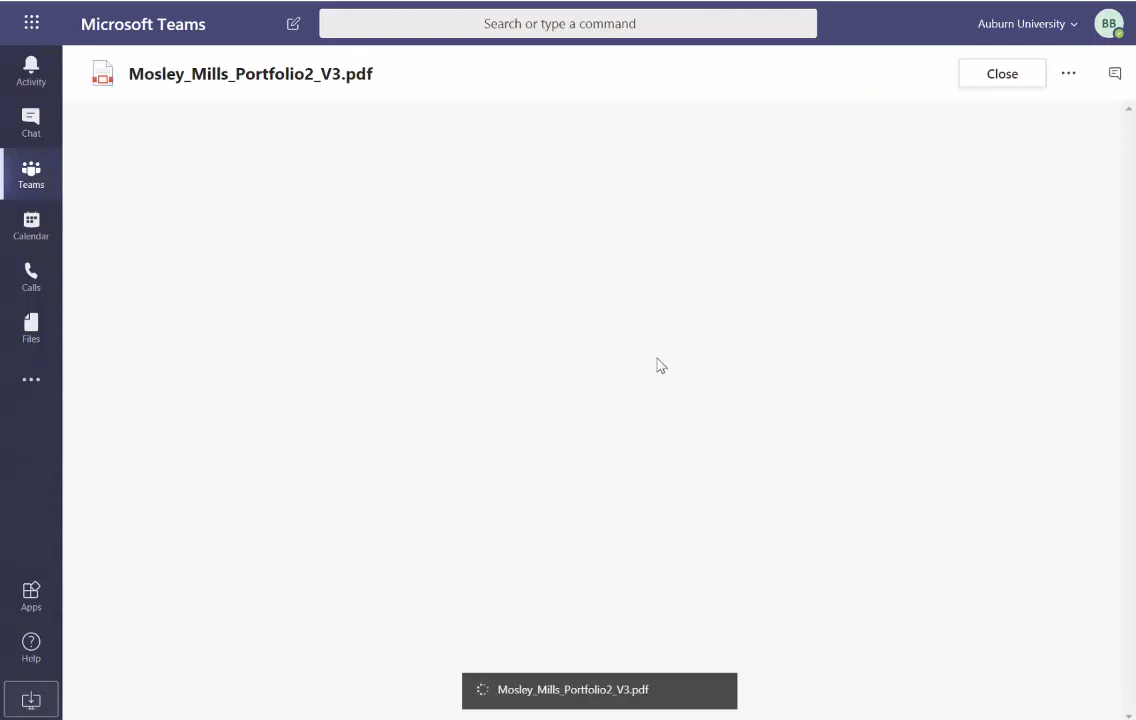 Microsoft Teams
Search or type a command
Auburn University
BB
Activity
Mosley_Mills_Portfolio2_V3.pdf
Close
Chat
Teams
Calendar
Calls
Files
Apps
Help
Mosley_Mills_Portfolio2_V3.pdf